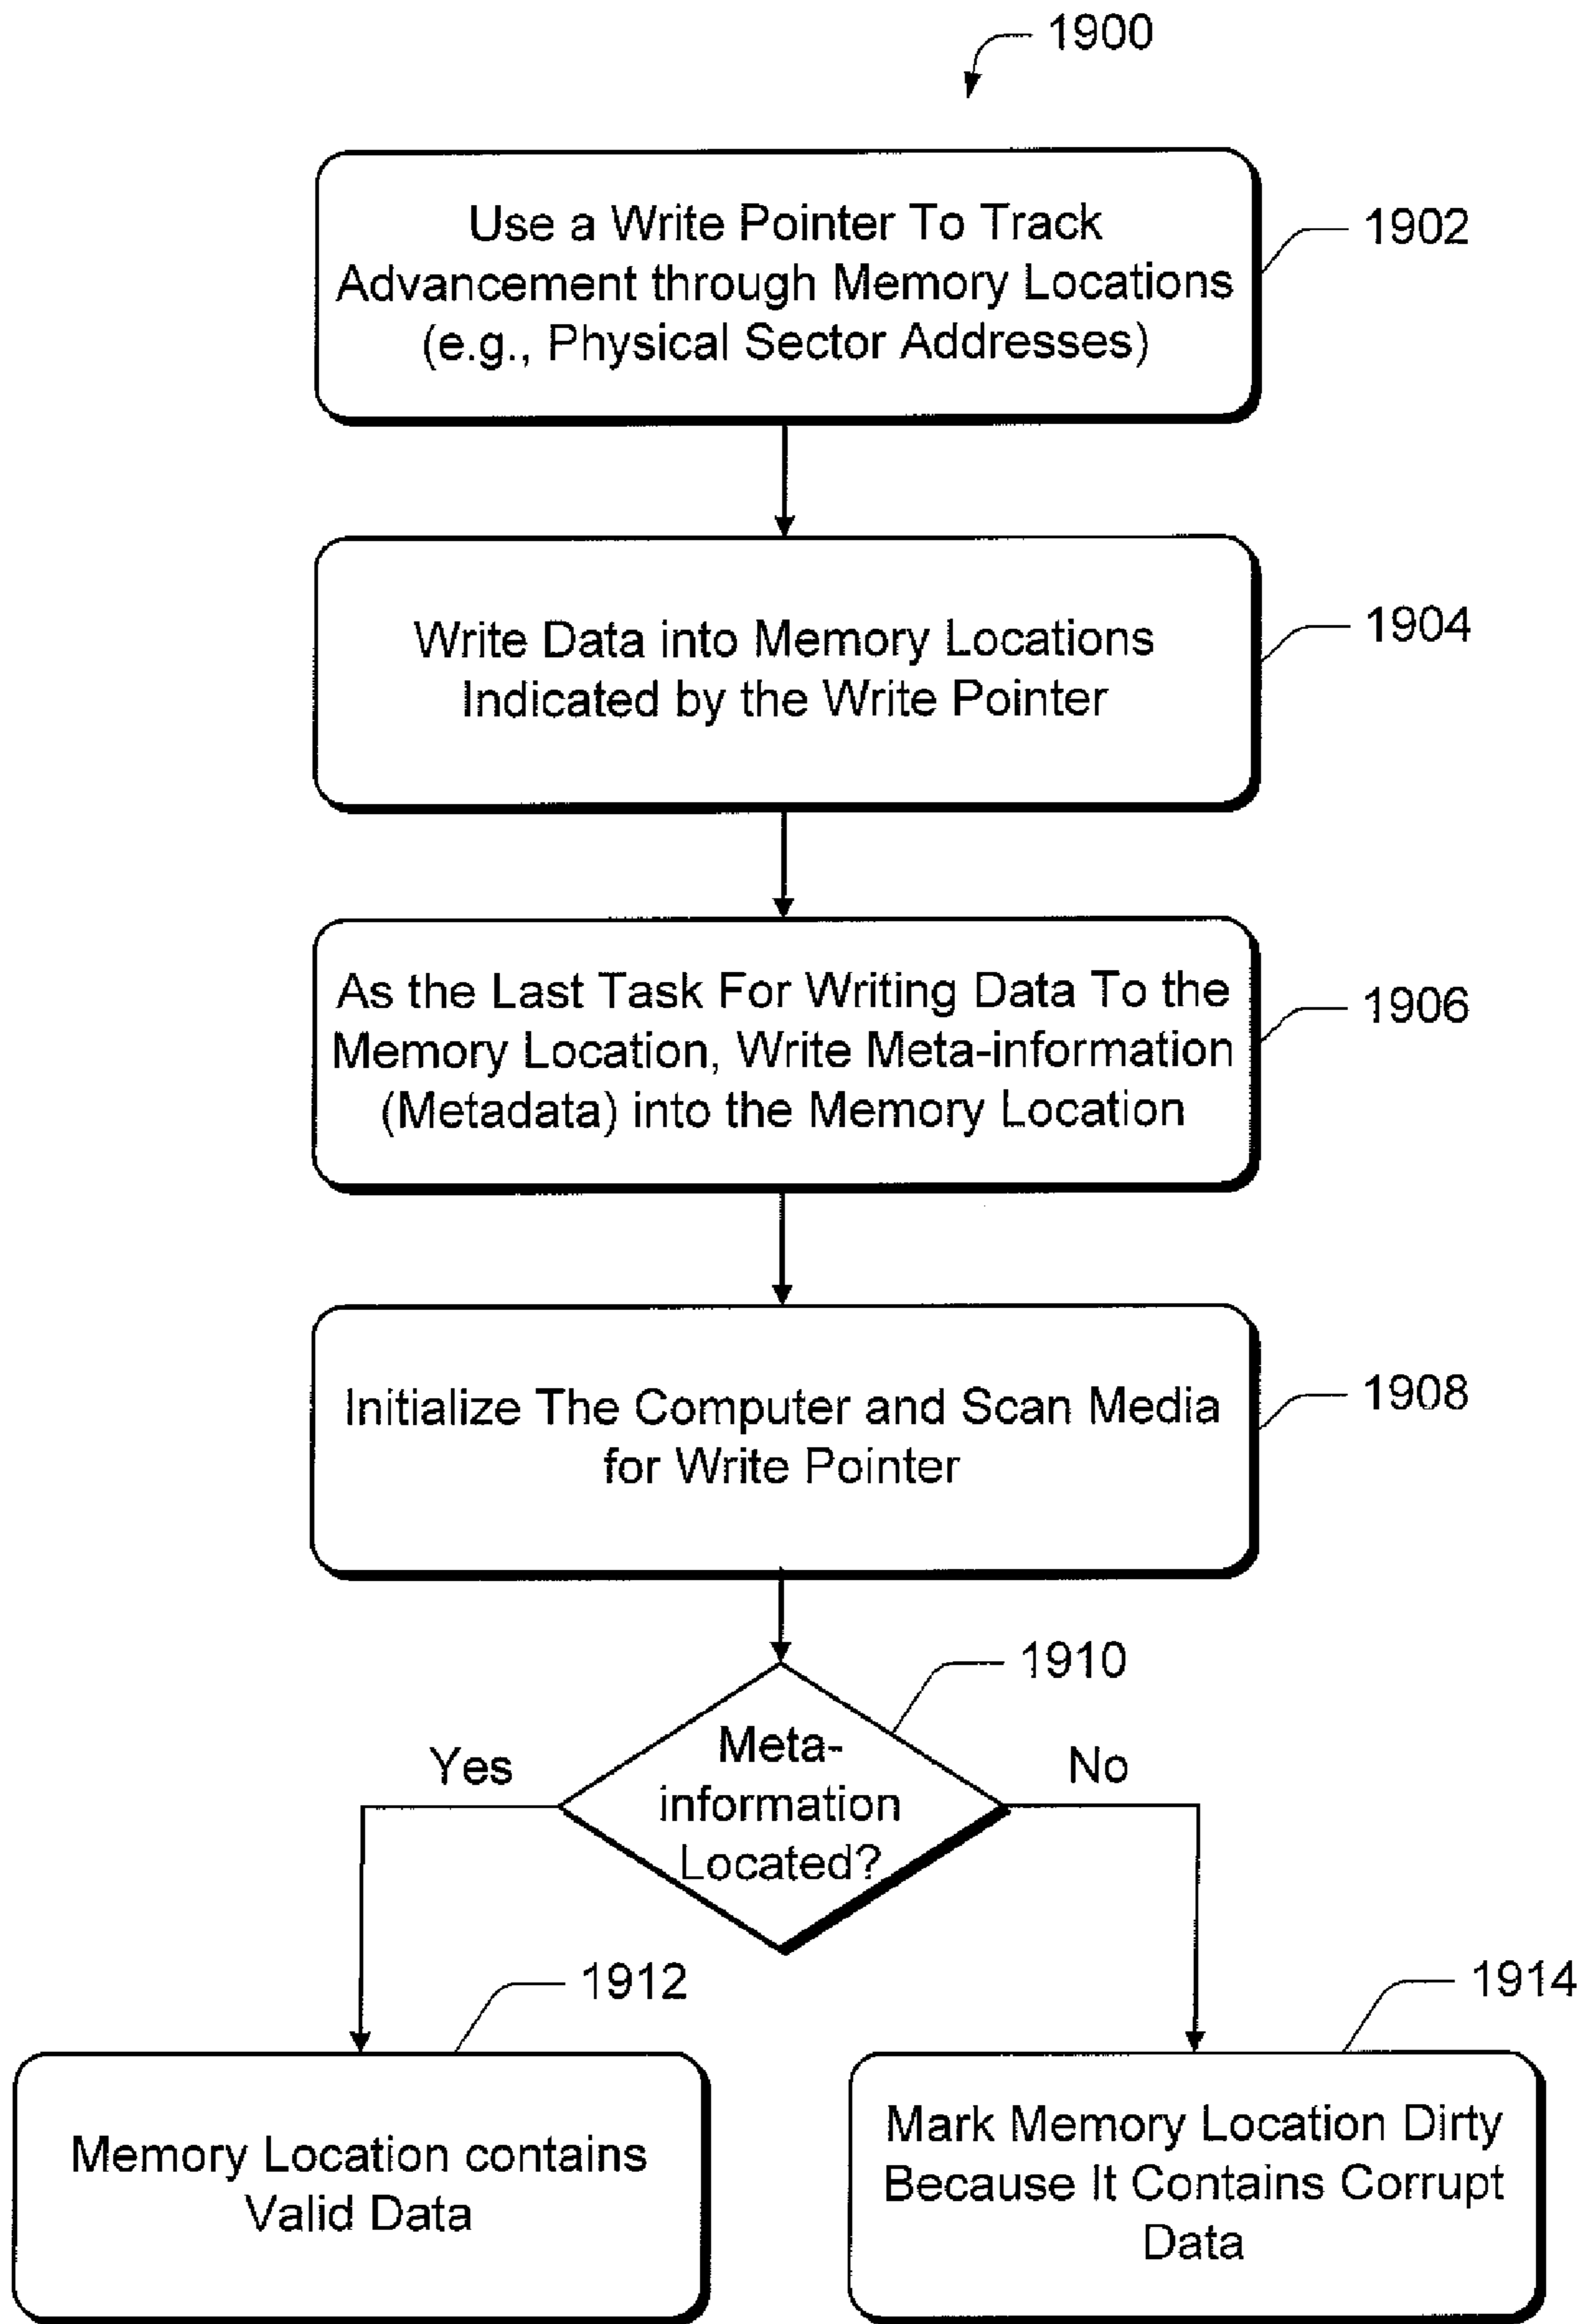 1900
Use a Write Pointer To Track
Advancement through Memory Locations
(e.g., Physical Sector Addresses)
1902
Write Data into Memory Locations
Indicated by the Write Pointer
1904
As the Last Task For Writing Data To the
Memory Location, Write Meta-information
(Metadata) into the Memory Location
1906
Initialize The Computer and Scan Media
for Write Pointer
1908
1910
Meta-
information
Located?
Yes
No
1912
Memory Location contains
Valid Data
1914
Mark Memory Location Dirty
Because It Contains Corrupt
Data